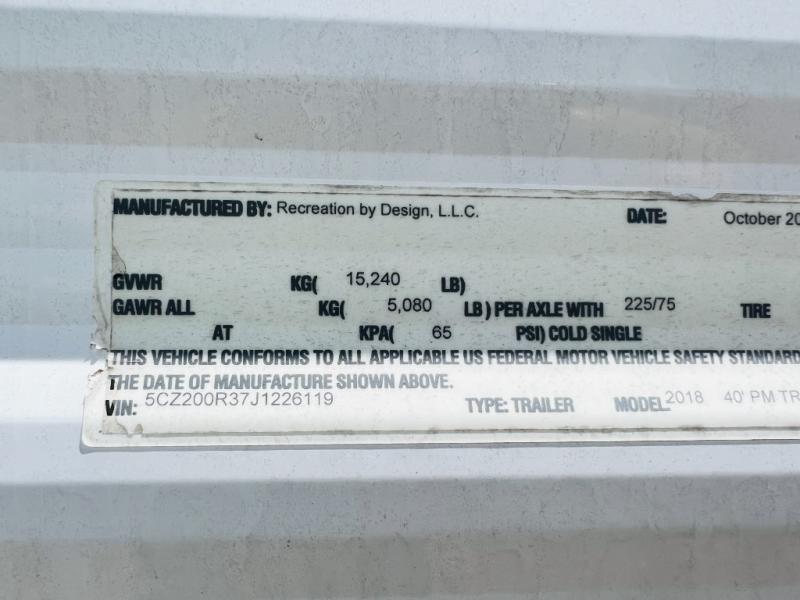 MANUFACTURED BY: Recreation by Design, L.L.C. DATE: October 20
GVWR KG( 15,240 LB)
GAWR ALL KG( 5,080 LB ) PER AXLE WITH 225/75 TIRE
AT KPA( 65 PSI) COLD SINGLE
THIS VEHICLE CONFORMS TO ALL APPLICABLE US FEDERAL MOTOR VEHICLE SAFETY STANDARD
THE DATE OF MANUFACTURE SHOWN ABOVE.
VIN: 5CZ200R37J1226119 TYPE: TRAILER MODEL 2018 40' PM TR